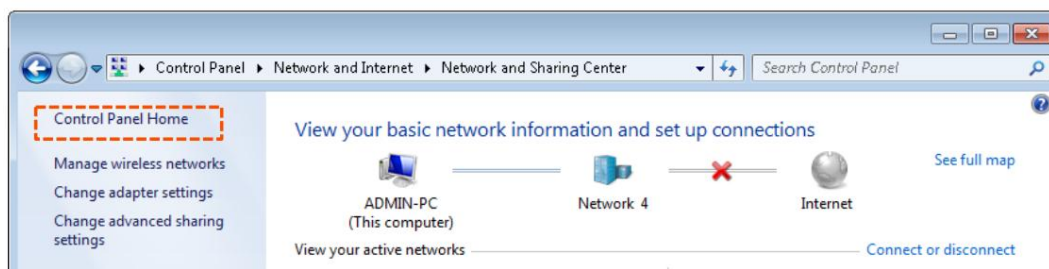 Control Panel ▸ Network and Internet ▸ Network and Sharing Center
Search Control Panel
Control Panel Home
Manage wireless networks
Change adapter settings
Change advanced sharing
settings
View your basic network information and set up connections
See full map
ADMIN-PC
(This computer)
Network 4
Internet
View your active networks
Connect or disconnect